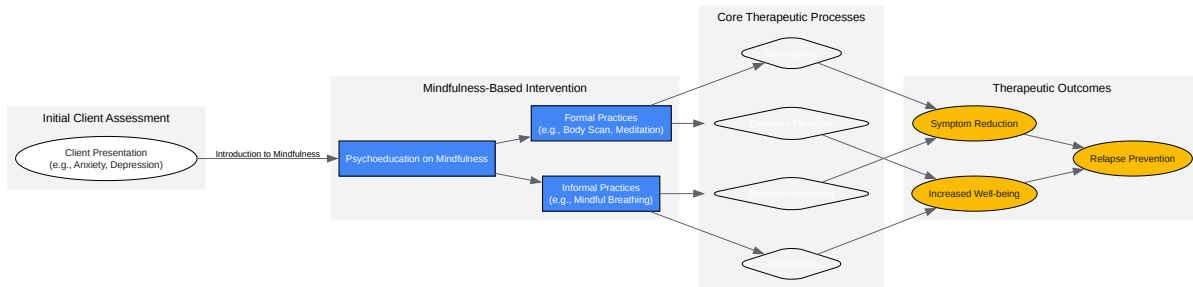 Core Therapeutic Processes
Mindfulness-Based Intervention
Therapeutic Outcomes
Initial Client Assessment
Client Presentation
(e.g., Anxiety, Depression)
Introduction to Mindfulness
Psychoeducation on Mindfulness
Formal Practices
(e.g., Body Scan, Meditation)
Informal Practices
(e.g., Mindful Breathing)
Symptom Reduction
Increased Well-being
Relapse Prevention